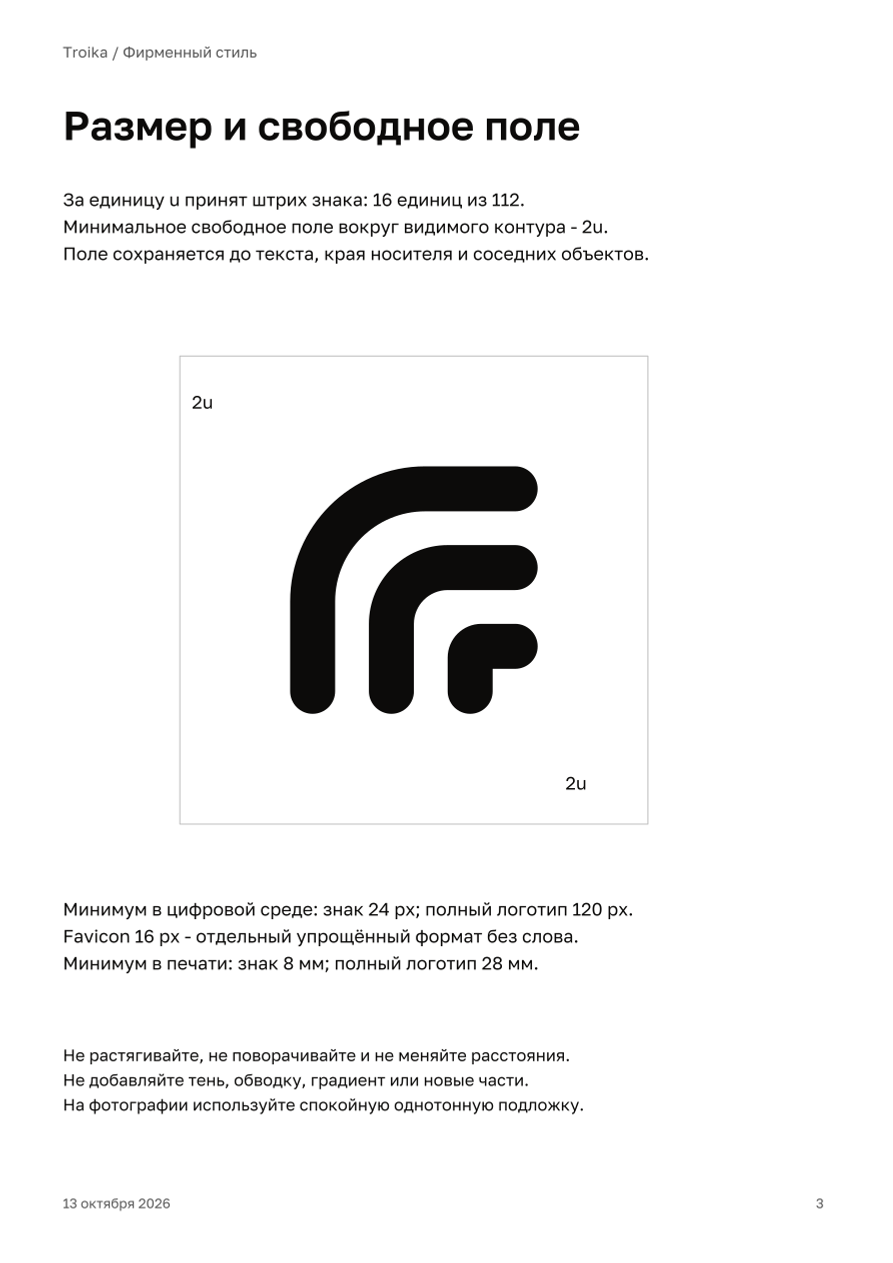 Troika / Фирменный стиль
Размер и свободное поле
За единицу u принят штрих знака: 16 единиц из 112.
Минимальное свободное поле вокруг видимого контура - 2u.
Поле сохраняется до текста, края носителя и соседних объектов.
2u
2u
Минимум в цифровой среде: знак 24 px; полный логотип 120 px.
Favicon 16 px - отдельный упрощённый формат без слова.
Минимум в печати: знак 8 мм; полный логотип 28 мм.
Не растягивайте, не поворачивайте и не меняйте расстояния.
Не добавляйте тень, обводку, градиент или новые части.
На фотографии используйте спокойную однотонную подложку.
13 октября 2026
3